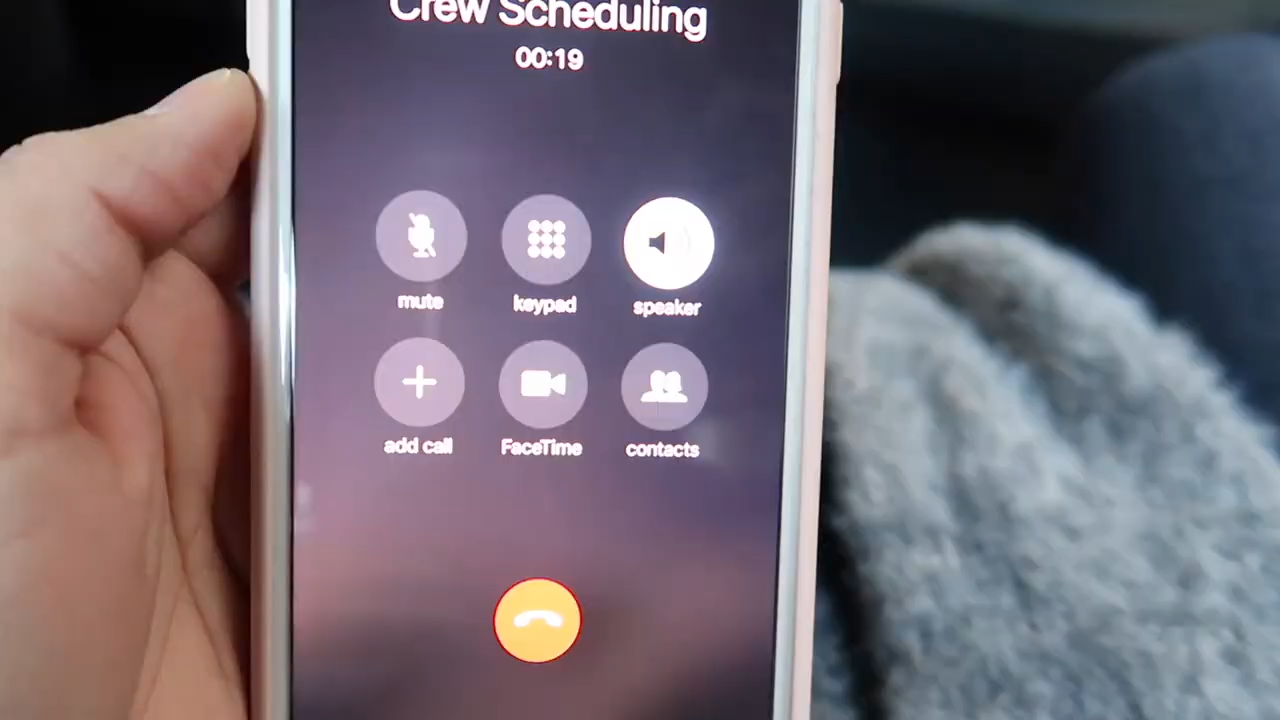 Crew Scheduling
00:19
mute
keypad
speaker
add call
FaceTime
contacts